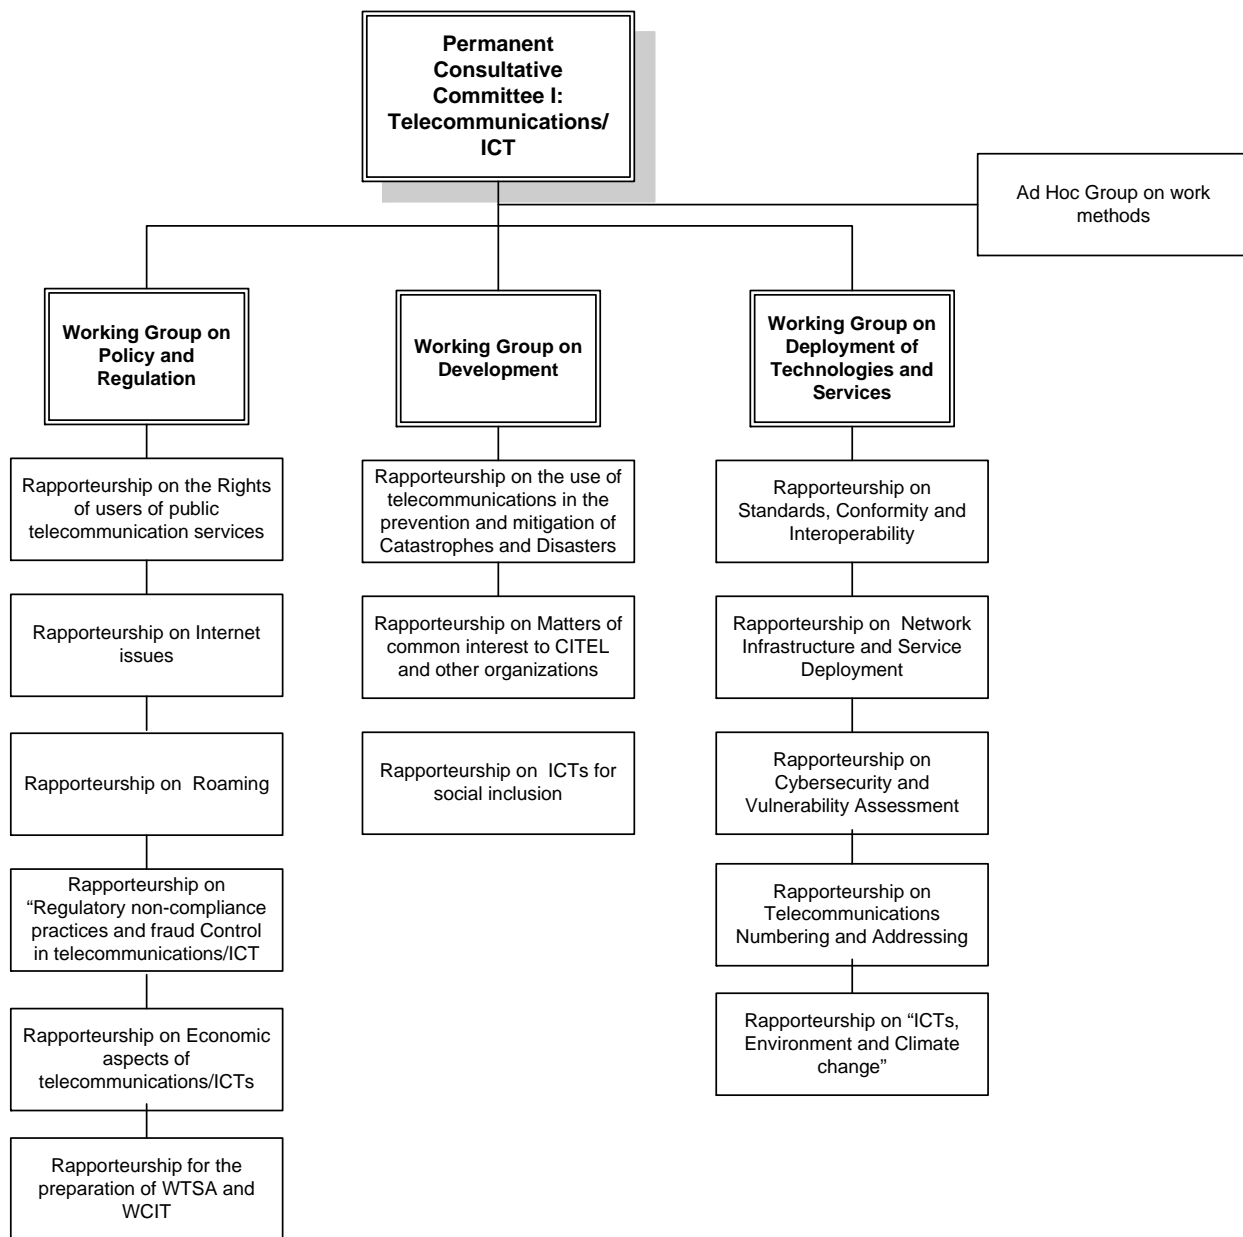 Permanent
Consultative
Committee I:
Telecommunications/
ICT
Ad Hoc Group on work
methods
Working Group on
Policy and
Regulation
Working Group on
Development
Working Group on
Deployment of
Technologies and
Services
Rapporteurship on the Rights
of users of public
telecommunication services
Rapporteurship on Internet
issues
Rapporteurship on  Roaming
Rapporteurship on
“Regulatory non-compliance
practices and fraud Control
in telecommunications/ICT
Rapporteurship on Economic
aspects of
telecommunications/ICTs
Rapporteurship for the
preparation of WTSA and
WCIT
Rapporteurship on the use of
telecommunications in the
prevention and mitigation of
Catastrophes and Disasters
Rapporteurship on Matters of
common interest to CITEL
and other organizations
Rapporteurship on  ICTs for
social inclusion
Rapporteurship on
Standards, Conformity and
Interoperability
Rapporteurship on  Network
Infrastructure and Service
Deployment
Rapporteurship on
Cybersecurity and
Vulnerability Assessment
Rapporteurship on
Telecommunications
Numbering and Addressing
Rapporteurship on “ICTs,
Environment and Climate
change”